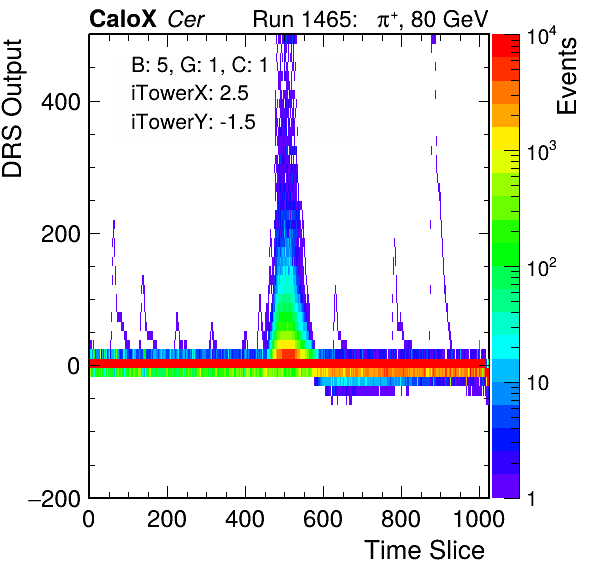 CaloX Cer Run 1465: π⁺, 80 GeV
B: 5, G: 1, C: 1
iTowerX: 2.5
iTowerY: -1.5
DRS Output
400
200
0
−200
0 200 400 600 800 1000
Time Slice
Events
10⁴
10³
10²
10
1